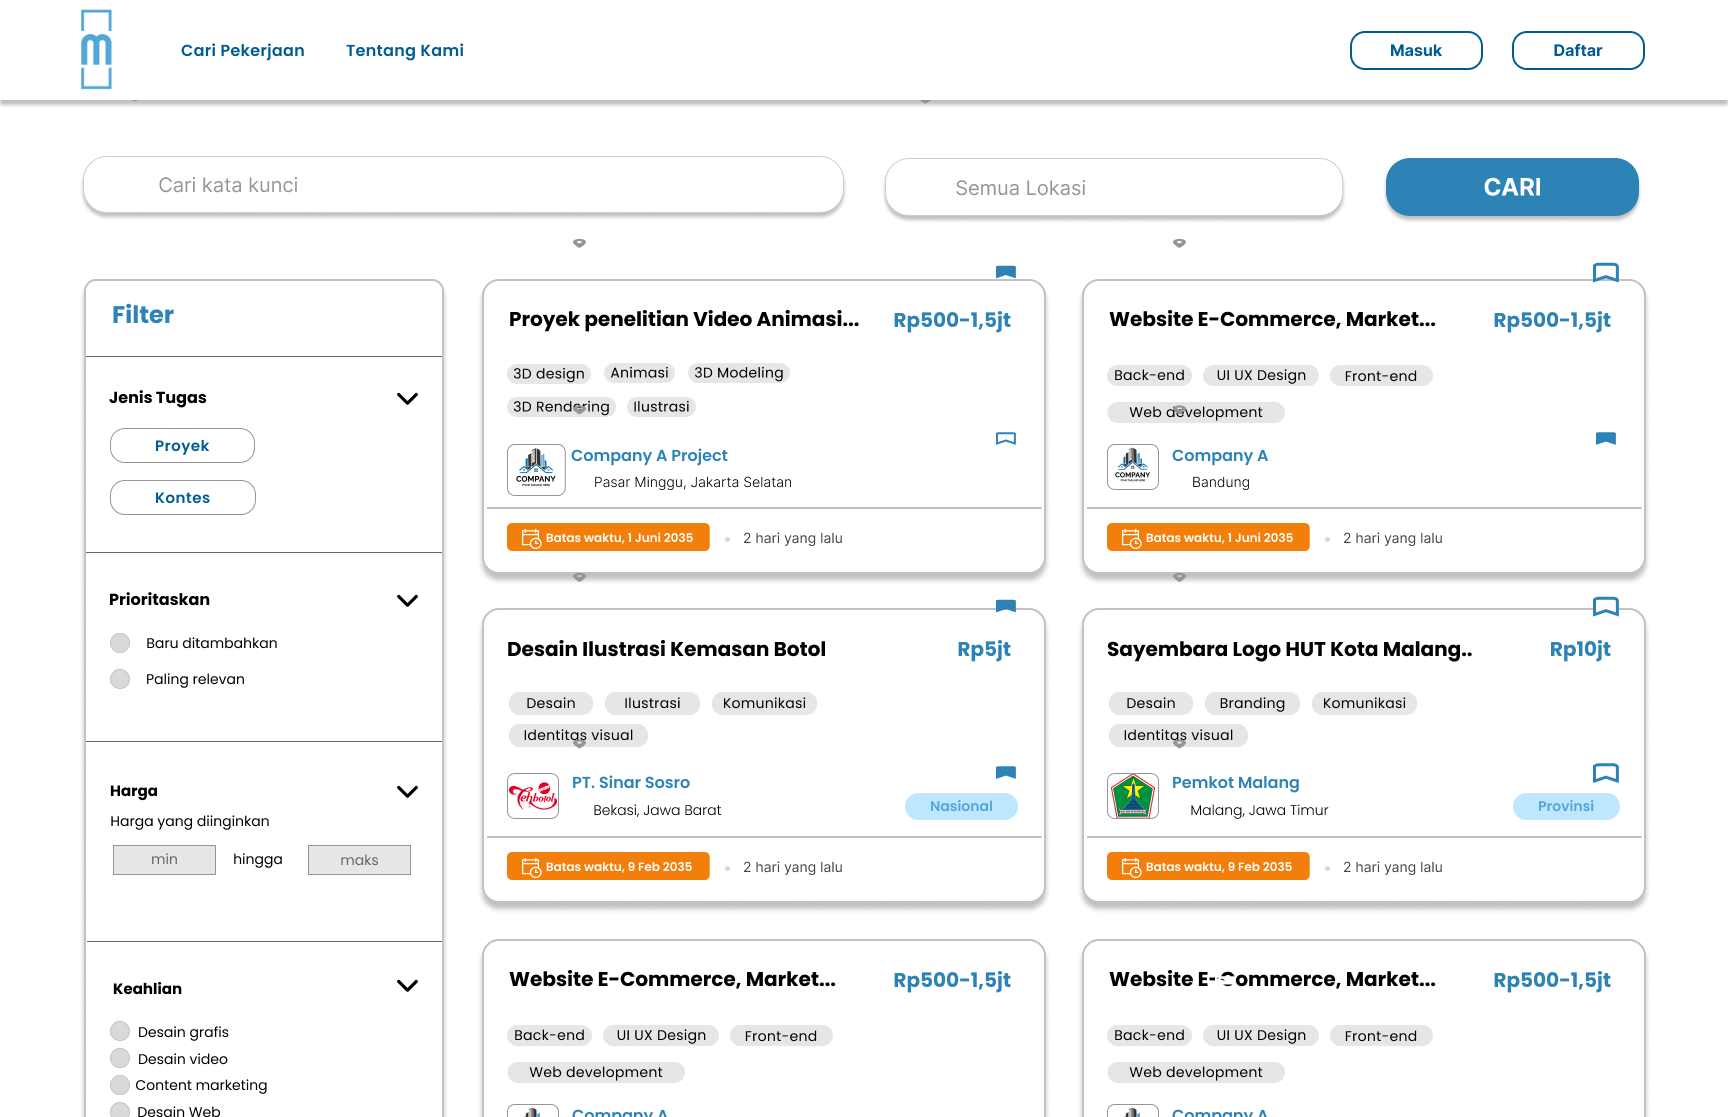 m
Cari Pekerjaan
Tentang Kami
Masuk
Daftar
Cari kata kunci
Semua Lokasi
CARI
Filter
Jenis Tugas
Proyek
Kontes
Prioritaskan
Baru ditambahkan
Paling relevan
Harga
Harga yang diinginkan
min hingga maks
Keahlian
Desain grafis
Desain video
Content marketing
Desain Web
Proyek penelitian Video Animasi... Rp500-1,5jt
3D design Animasi 3D Modeling
3D Rendering Ilustrasi
COMPANY
Company A Project
Pasar Minggu, Jakarta Selatan
Batas waktu, 1 Juni 2035 2 hari yang lalu
Website E-Commerce, Market... Rp500-1,5jt
Back-end UI UX Design Front-end
Web development
COMPANY
Company A
Bandung
Batas waktu, 1 Juni 2035 2 hari yang lalu
Desain Ilustrasi Kemasan Botol Rp5jt
Desain Ilustrasi Komunikasi
Identitas visual
Tehbotol
PT. Sinar Sosro
Bekasi, Jawa Barat
Nasional
Batas waktu, 9 Feb 2035 2 hari yang lalu
Sayembara Logo HUT Kota Malang.. Rp10jt
Desain Branding Komunikasi
Identitas visual
Pemkot Malang
Malang, Jawa Timur
Provinsi
Batas waktu, 9 Feb 2035 2 hari yang lalu
Website E-Commerce, Market... Rp500-1,5jt
Back-end UI UX Design Front-end
Web development
Company A
Website E-Commerce, Market... Rp500-1,5jt
Back-end UI UX Design Front-end
Web development
Company A